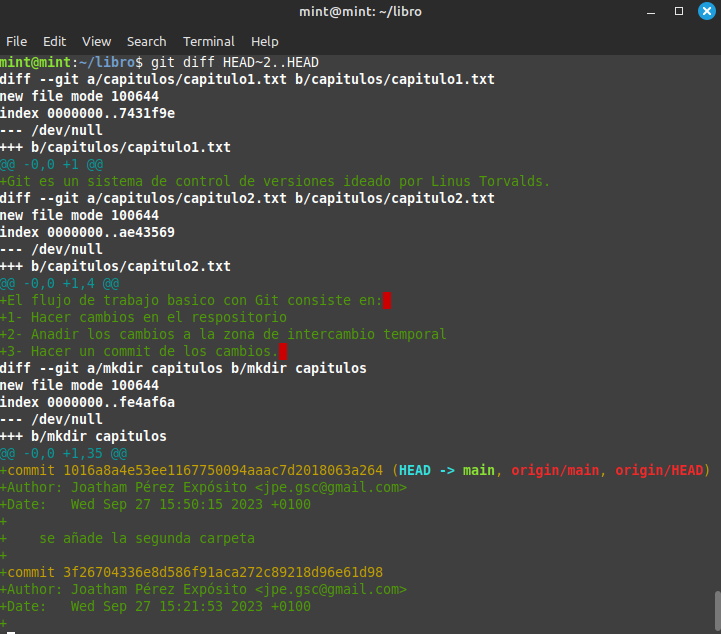 mint@mint: ~/libro
File Edit View Search Terminal Help
mint@mint:~/libro$ git diff HEAD~2..HEAD
diff --git a/capitulos/capitulo1.txt b/capitulos/capitulo1.txt
new file mode 100644
index 0000000..7431f9e
--- /dev/null
+++ b/capitulos/capitulo1.txt
@@ -0,0 +1 @@
+Git es un sistema de control de versiones ideado por Linus Torvalds.
diff --git a/capitulos/capitulo2.txt b/capitulos/capitulo2.txt
new file mode 100644
index 0000000..ae43569
--- /dev/null
+++ b/capitulos/capitulo2.txt
@@ -0,0 +1,4 @@
+El flujo de trabajo basico con Git consiste en:
+1- Hacer cambios en el respositorio
+2- Anadir los cambios a la zona de intercambio temporal
+3- Hacer un commit de los cambios.
diff --git a/mkdir capitulos b/mkdir capitulos
new file mode 100644
index 0000000..fe4af6a
--- /dev/null
+++ b/mkdir capitulos
@@ -0,0 +1,35 @@
+commit 1016a8a4e53ee1167750094aaac7d2018063a264 (HEAD -> main, origin/main, origin/HEAD)
+Author: Joatham Pérez Expósito <jpe.gsc@gmail.com>
+Date:   Wed Sep 27 15:50:15 2023 +0100
+
+    se añade la segunda carpeta
+
+commit 3f26704336e8d586f91aca272c89218d96e61d98
+Author: Joatham Pérez Expósito <jpe.gsc@gmail.com>
+Date:   Wed Sep 27 15:21:53 2023 +0100
+